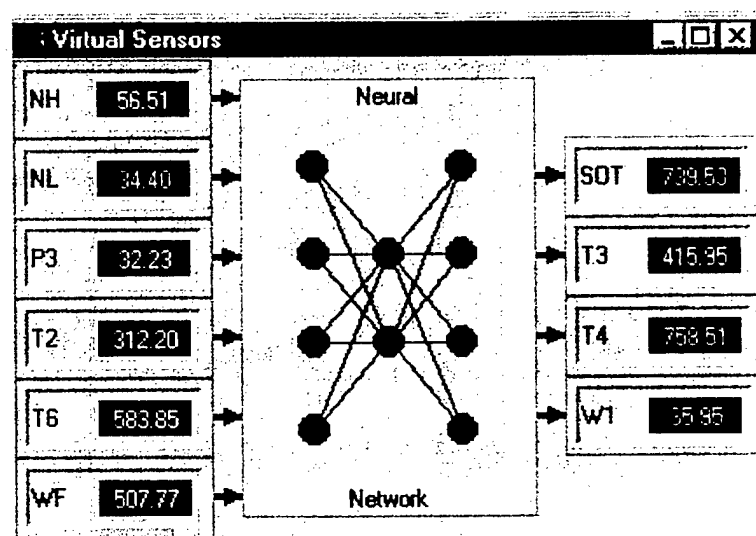 Virtual Sensors
NH 56.51
NL 34.40
P3 32.23
T2 312.20
T6 583.85
WF 507.77
Neural
Network
SOT 739.53
T3 415.95
T4 758.51
W1 35.95